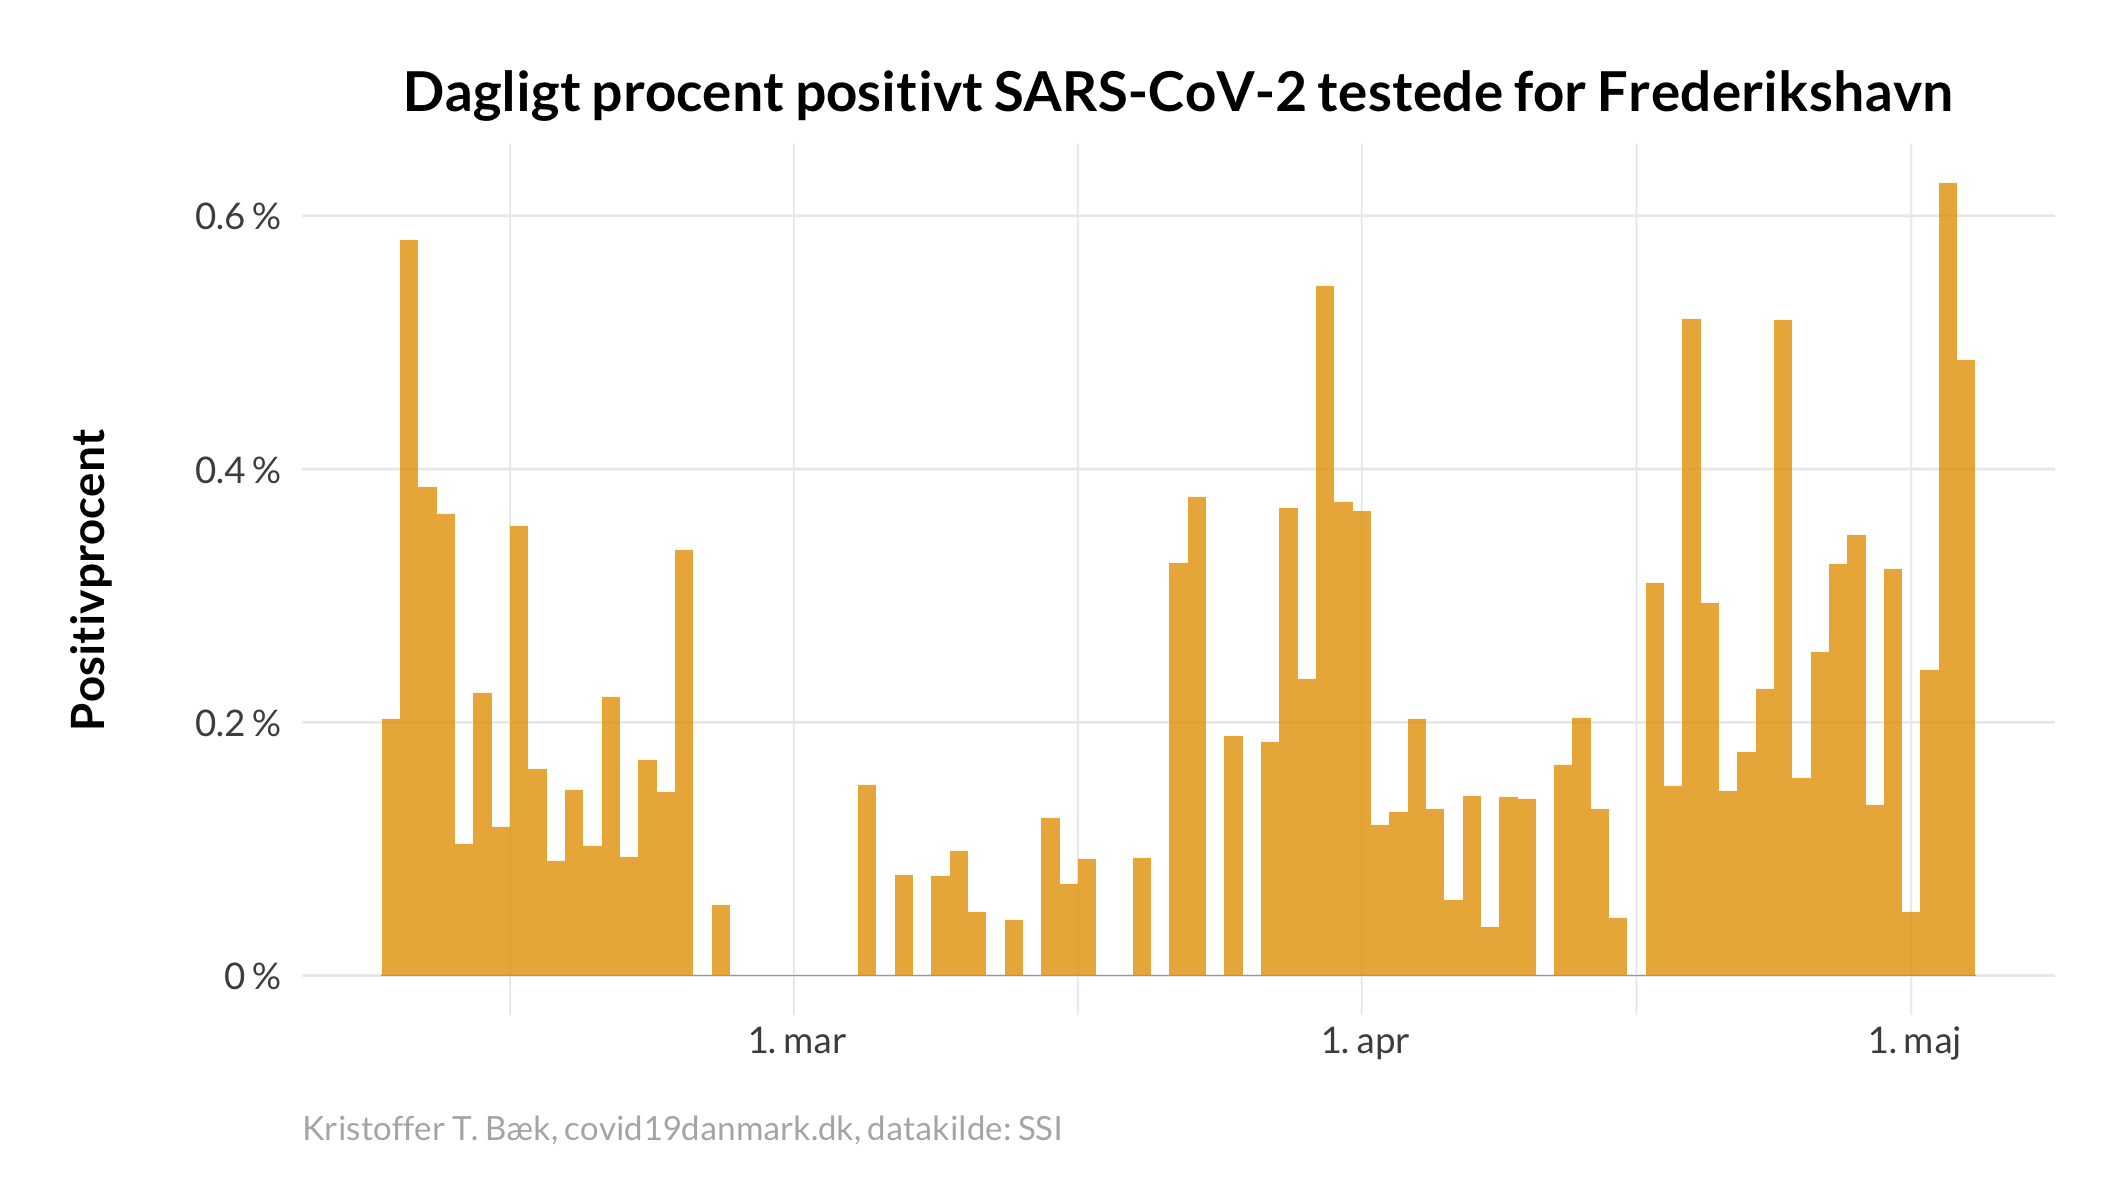 Dagligt procent positivt SARS-CoV-2 testede for Frederikshavn
Positivprocent
0.6 %
0.4 %
0.2 %
0 %
1. mar
1. apr
1. maj
Kristoffer T. Bæk, covid19danmark.dk, datakilde: SSI